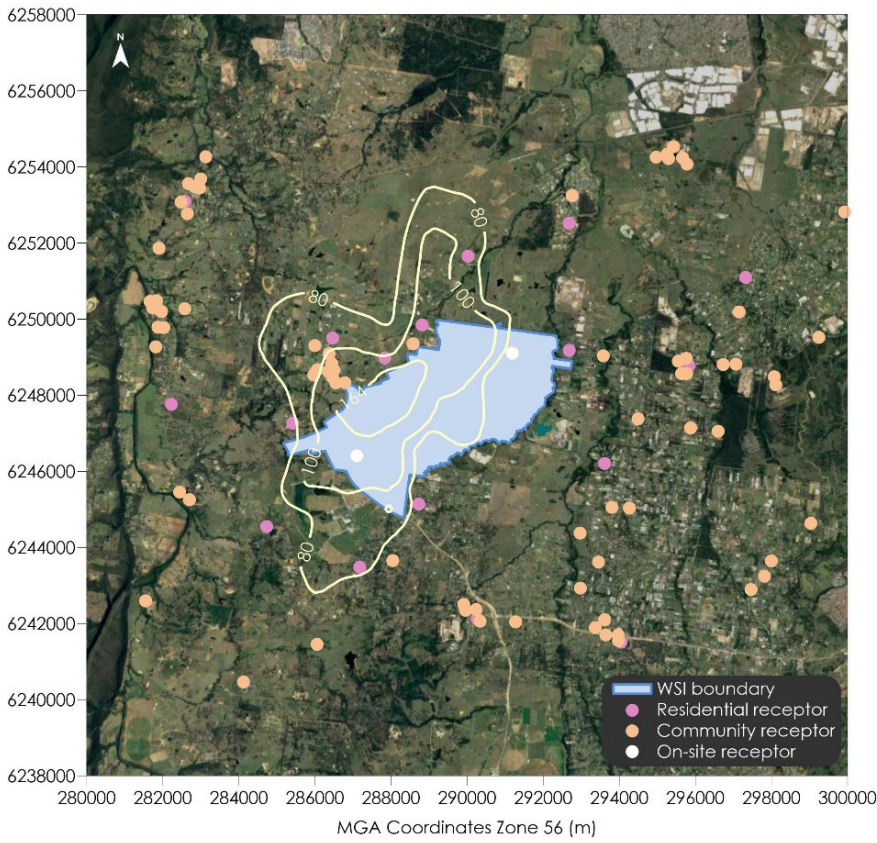 6258000
6256000
6254000
6252000
6250000
6248000
6246000
6244000
6242000
6240000
6238000
N
80
100
80
164
100
80
WSI boundary
Residential receptor
Community receptor
On-site receptor
280000 282000 284000 286000 288000 290000 292000 294000 296000 298000 300000
MGA Coordinates Zone 56 (m)